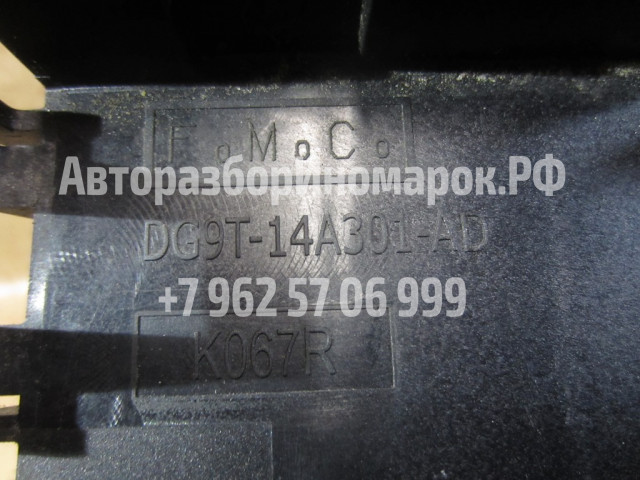 F.M.C.
Авторазбориномарок.РФ
DG9T-14A301-AD
+7 962 57 06 999
K067R